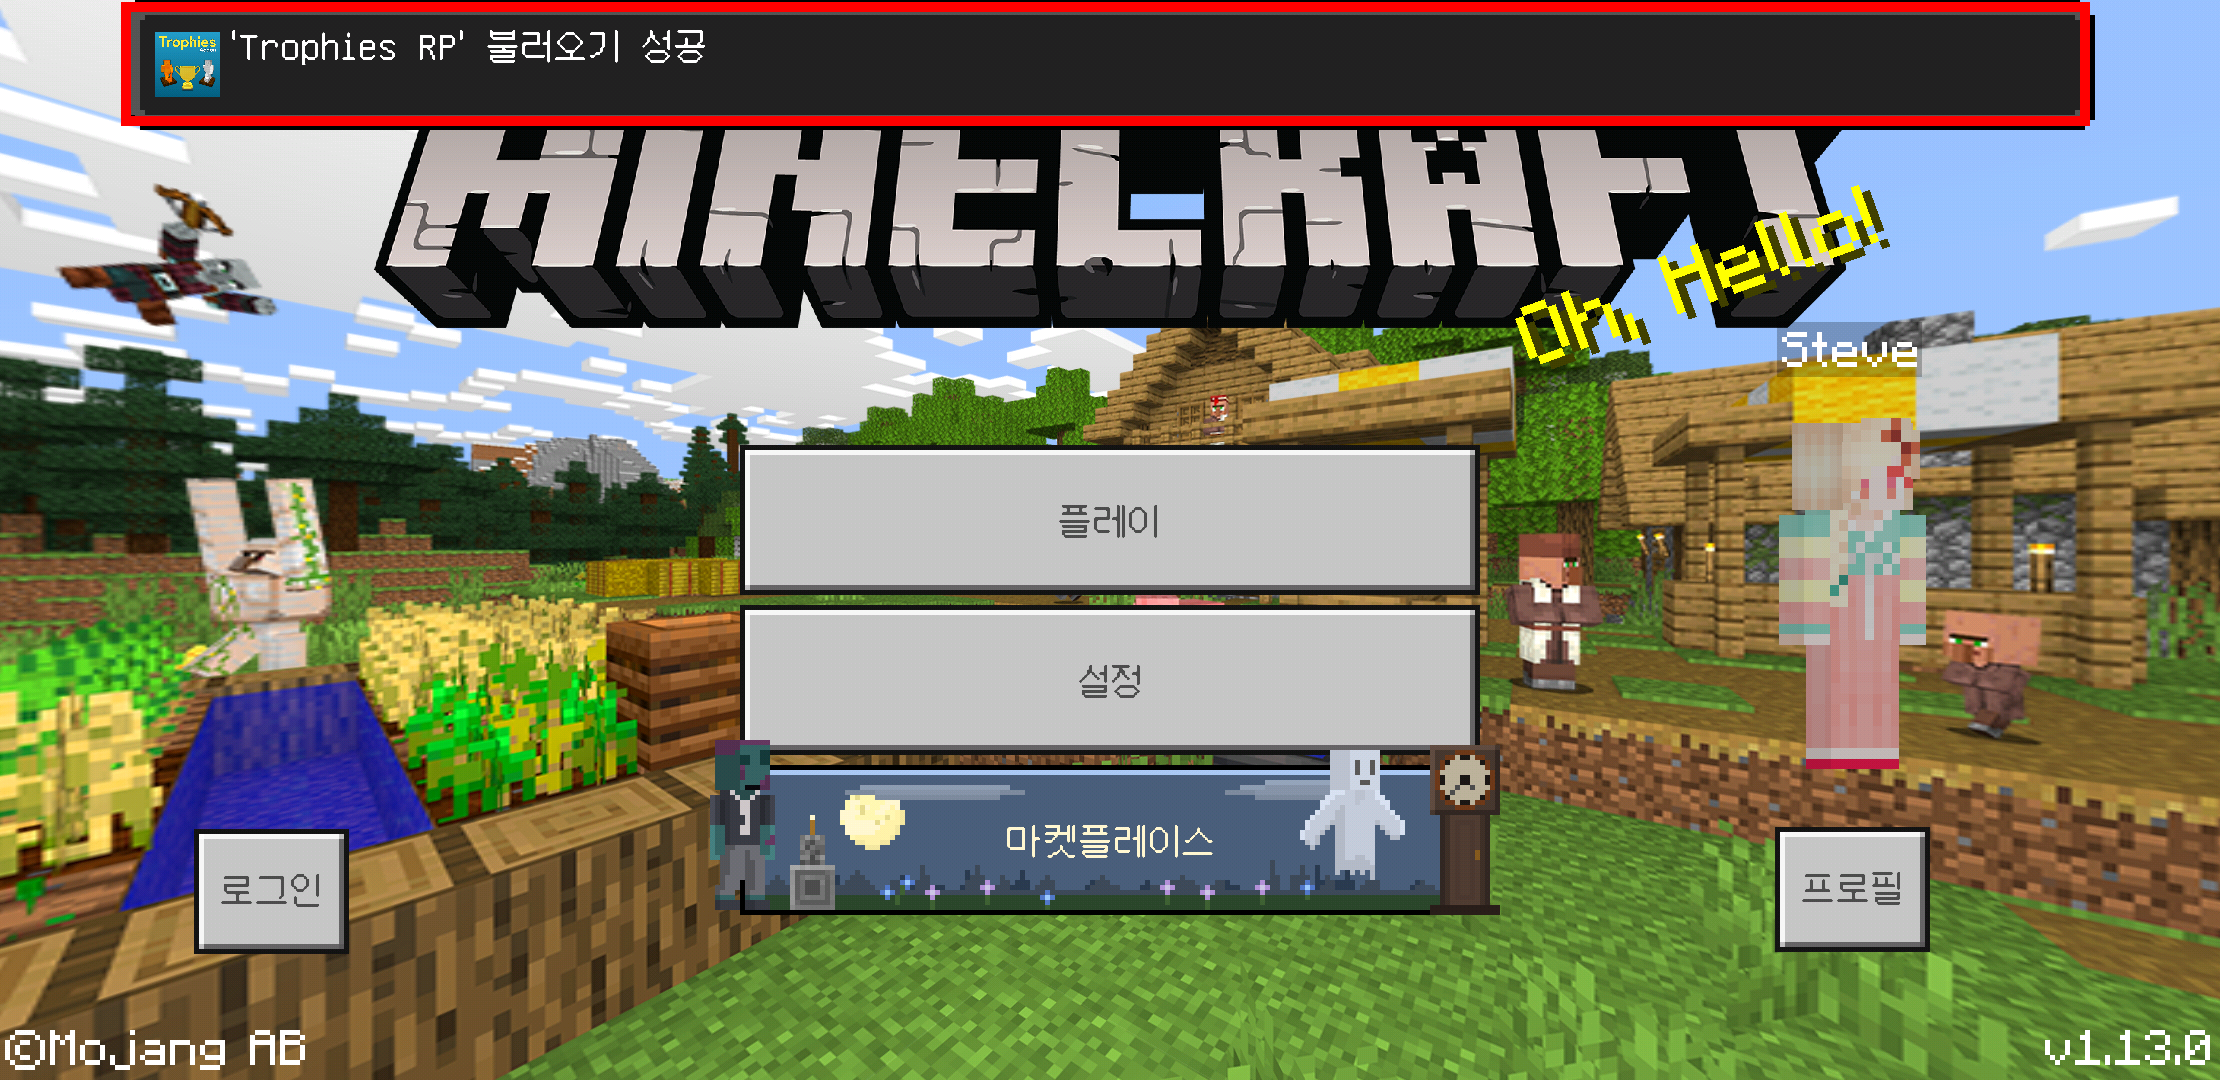 Trophies
'Trophies RP' 불러오기 성공
MINECRAFT
Oh, Hello!
Steve
플레이
설정
마켓플레이스
로그인
프로필
©Mojang AB
v1.13.0